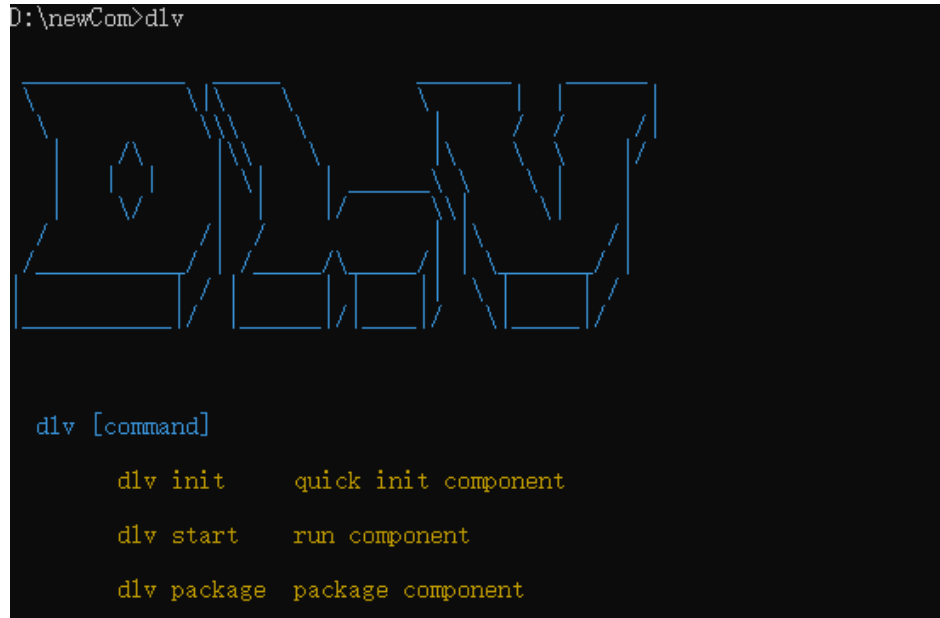 D:\newCom>dlv
DLV
dlv [command]
dlv init quick init component
dlv start run component
dlv package package component